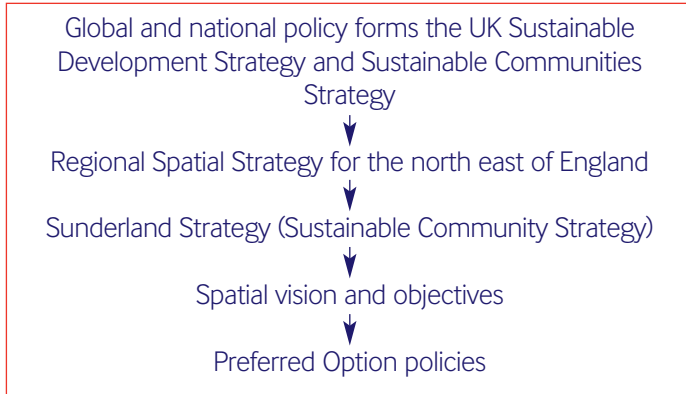 Global and national policy forms the UK Sustainable
Development Strategy and Sustainable Communities
Strategy
Regional Spatial Strategy for the north east of England
Sunderland Strategy (Sustainable Community Strategy)
Spatial vision and objectives
Preferred Option policies